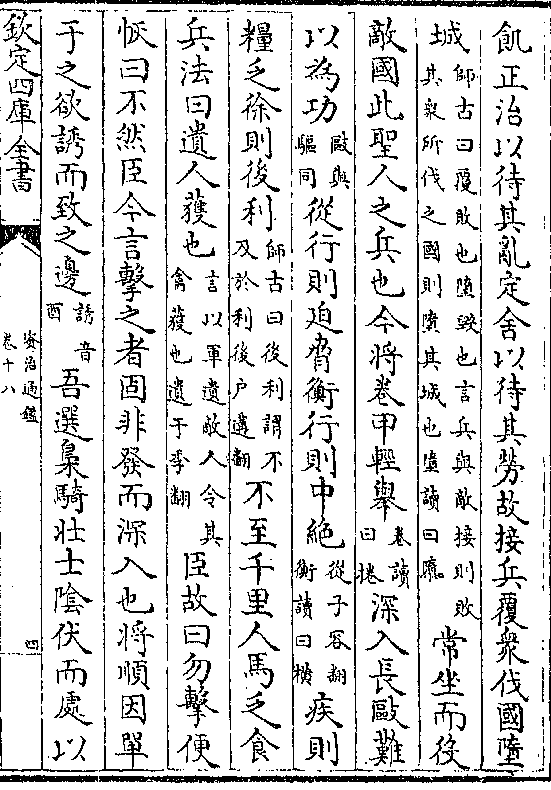 飢正治以待其亂定舍以待其勞故接兵覆衆伐國墮
城師古曰覆敗也墮毀也言兵與敵接則敗其衆所伐之國則隳其城也墮讀曰隳常坐而役
敵國此聖人之兵也今將卷甲輕舉卷讀曰捲深入長敺難
以為功敺與驅同從行則迫脅衡行則中絶從子容翻衡讀曰横疾則
糧乏徐則後利師古曰後利謂不及於利後户遘翻不至千里人馬乏食
兵法曰遺人獲也言以軍遺敵人令其禽獲也遺于季翻臣故曰勿擊便
恢曰不然臣今言擊之者固非發而深入也將順因單
于之欲誘而致之邊誘音酉吾選梟騎壯士陰伏而處以
欽定四庫全書
資治通鑑
卷十八
四